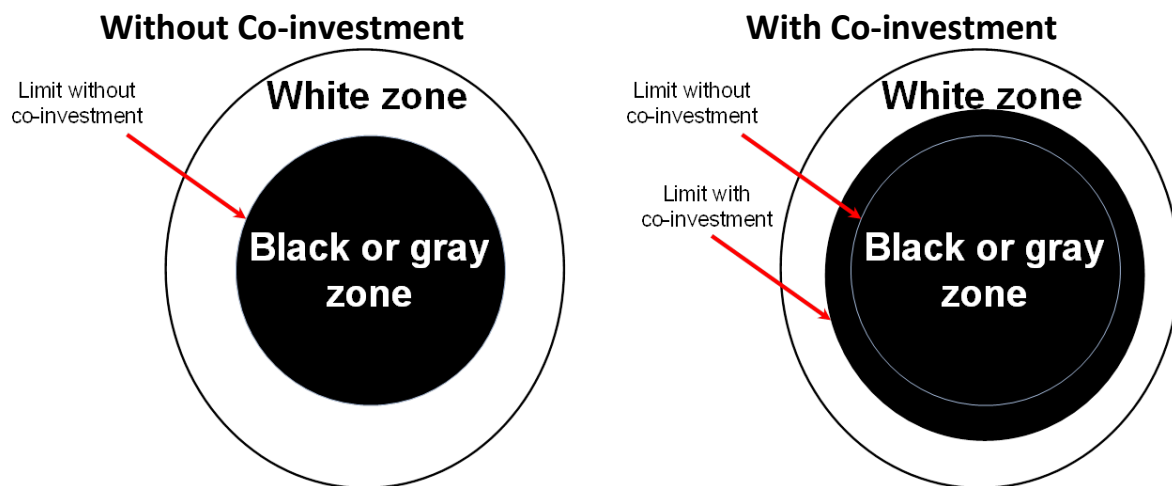 Without Co-investment
Limit without
co-investment
White zone
Black or gray
zone
With Co-investment
Limit without
co-investment
White zone
Limit with
co-investment
Black or gray
zone